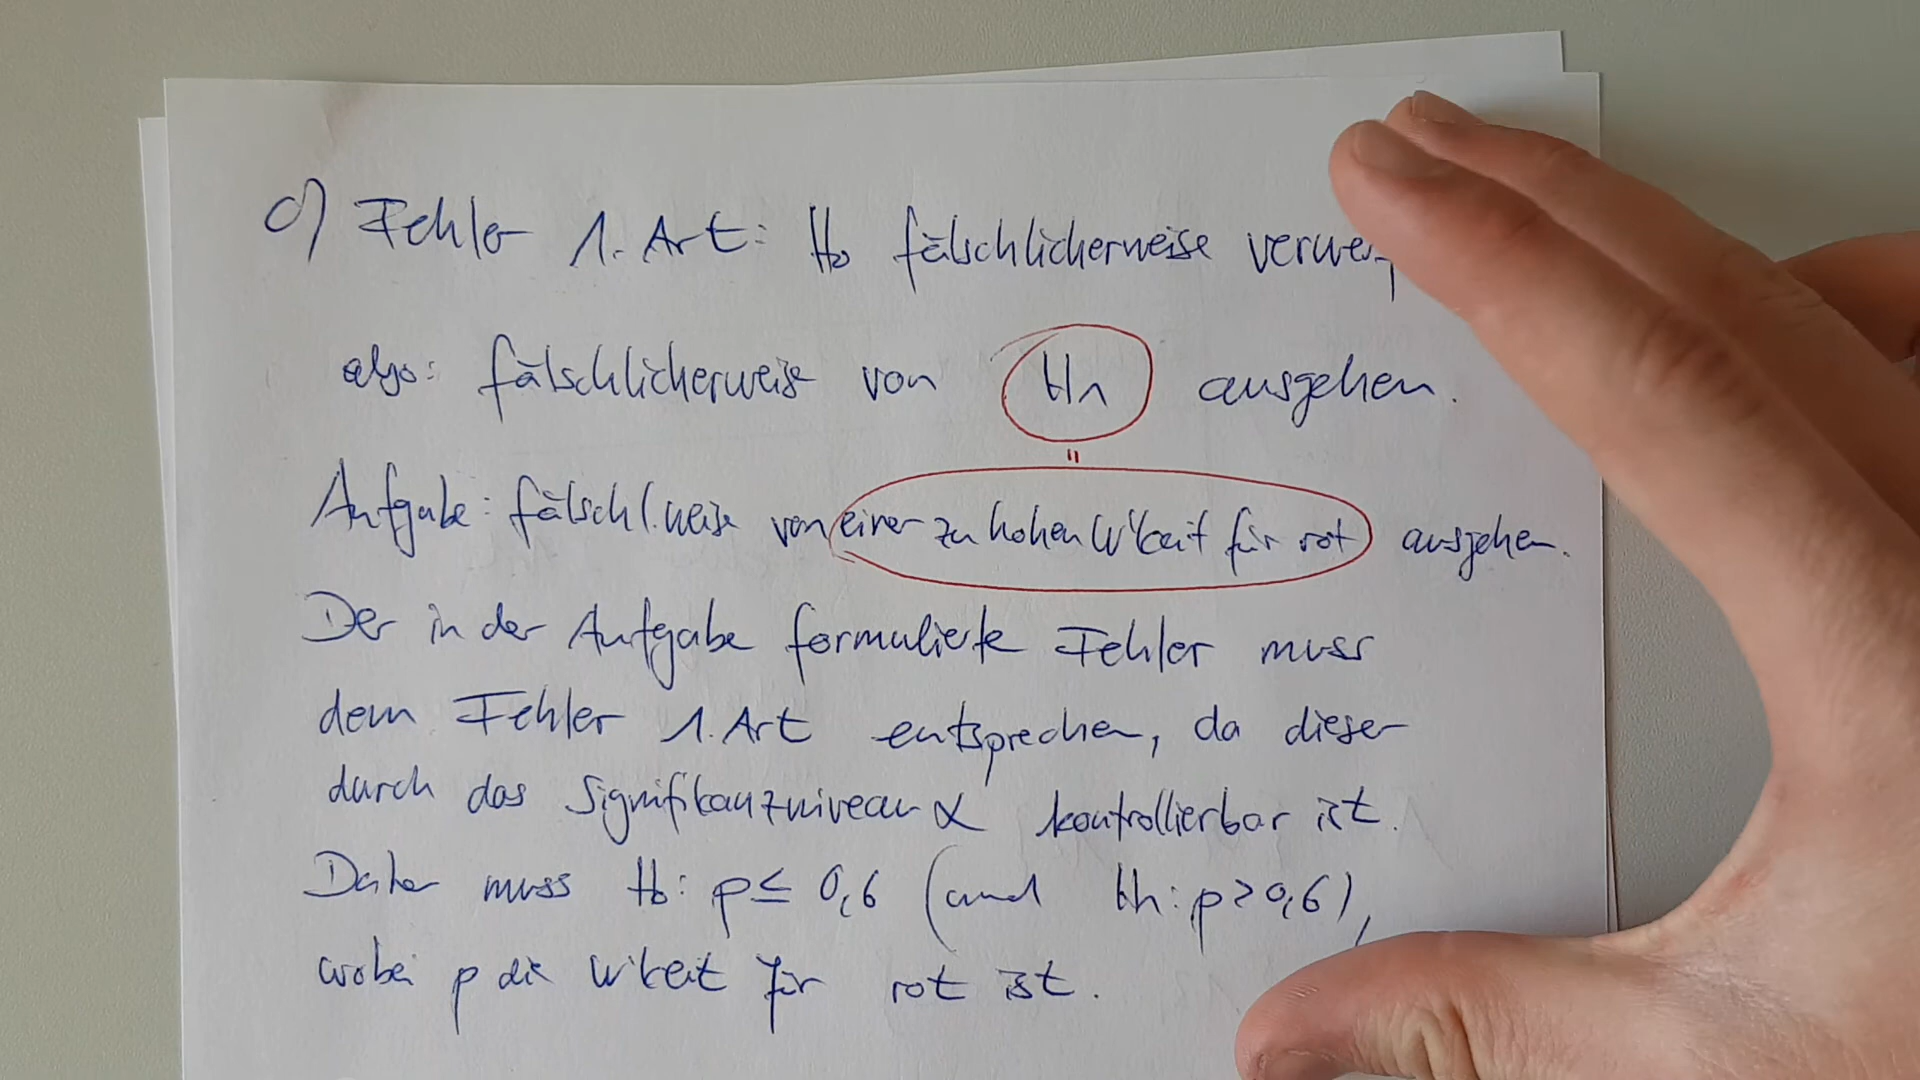 c) Fehler 1. Art: H₀ fälschlicherweise verwerf
also: fälschlicherweise von H₁ ausgehen.
"
Aufgabe: fälschl.weise von einer zu hohen W'keit für rot ausgehen.
Der in der Aufgabe formulierte Fehler muss
dem Fehler 1. Art entsprechen, da dieser
durch das Signifikanzniveau α kontrollierbar ist.
Daher muss H₀: p ≤ 0,6 (und H₁: p > 0,6),
wobei p die W'keit für rot ist.